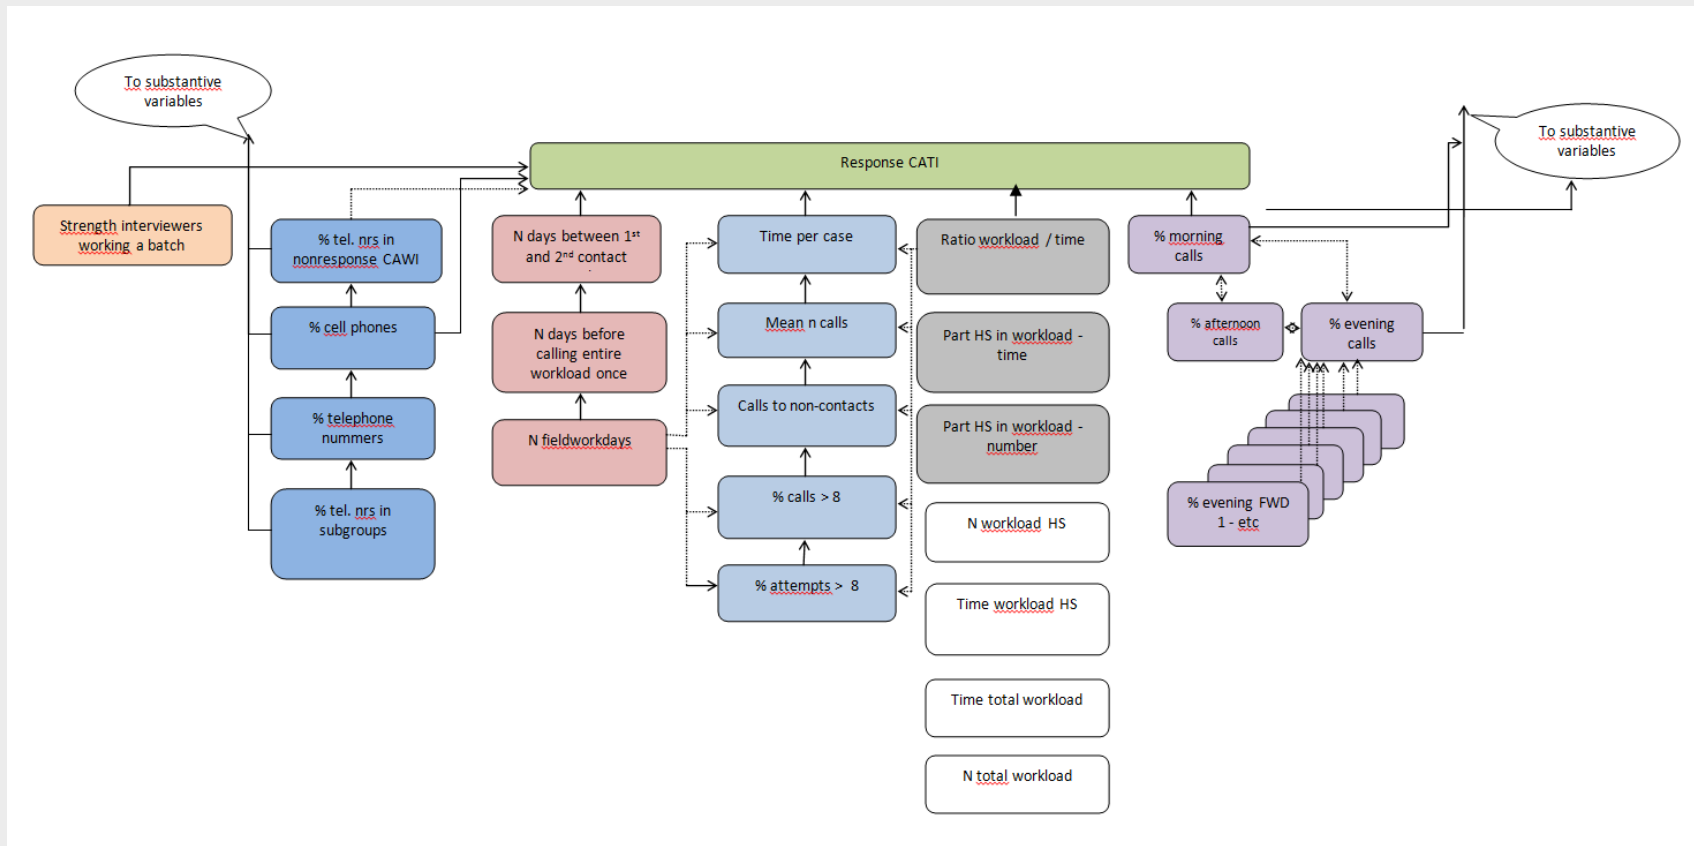 To substantive
variables
To substantive
variables
Response CATI
Strength interviewers
working a batch
% tel. nrs in
nonresponse CAWI
% cell phones
% telephone
nummers
% tel. nrs in
subgroups
N days between 1st
and 2nd contact
N days before
calling entire
workload once
N fieldworkdays
Time per case
Mean n calls
Calls to non-contacts
% calls > 8
% attempts > 8
Ratio workload / time
Part HS in workload -
time
Part HS in workload -
number
N workload HS
Time workload HS
Time total workload
N total workload
% morning
calls
% afternoon
calls
% evening
calls
% evening FWD
1 - etc